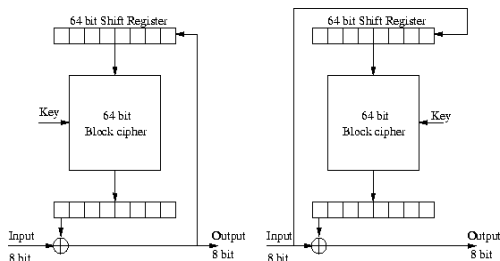 64 bit Shift Register
Key
64 bit
Block cipher
Input
8 bit
Output
8 bit
64 bit Shift Register
64 bit
Block cipher
Key
Input
8 bit
Output
8 bit